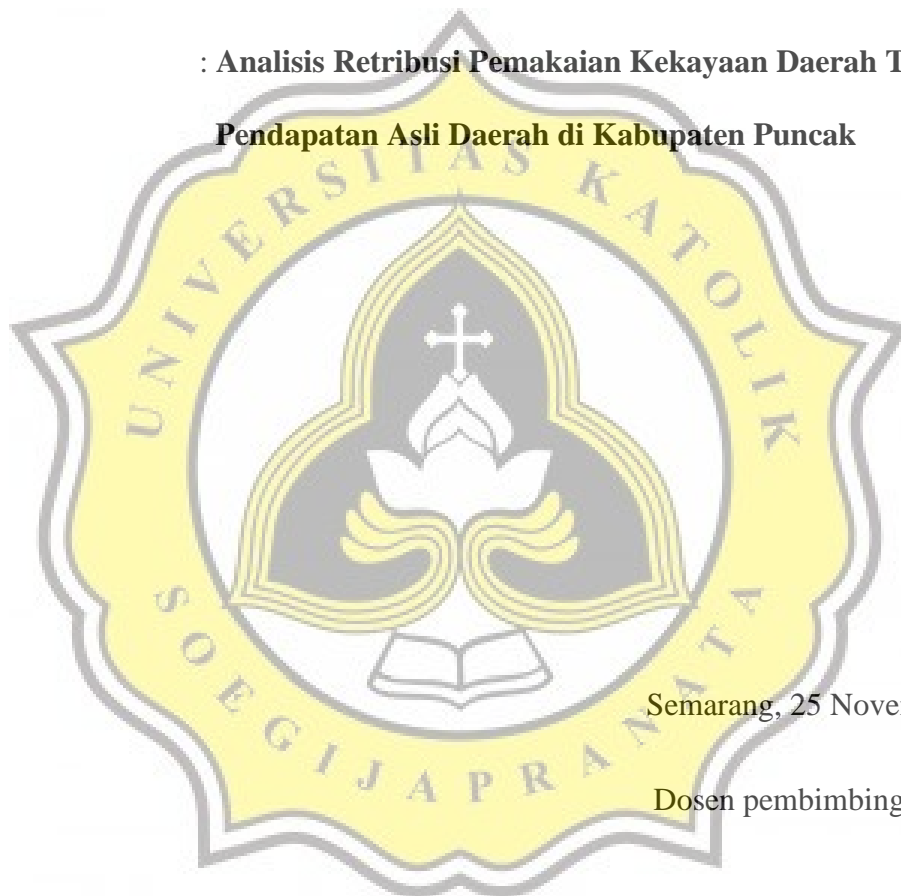 : Analisis Retribusi Pemakaian Kekayaan Daerah T
Pendapatan Asli Daerah di Kabupaten Puncak
UNIVERSITAS KATOLIK
SOEGIJAPRANATA
Semarang, 25 Nove
Dosen pembimbing